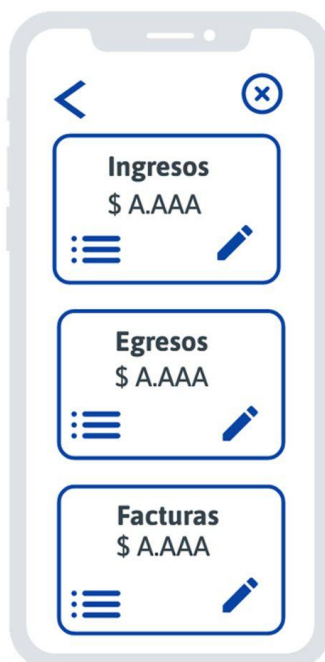 Ingresos
$ A.AAA
Egresos
$ A.AAA
Facturas
$ A.AAA